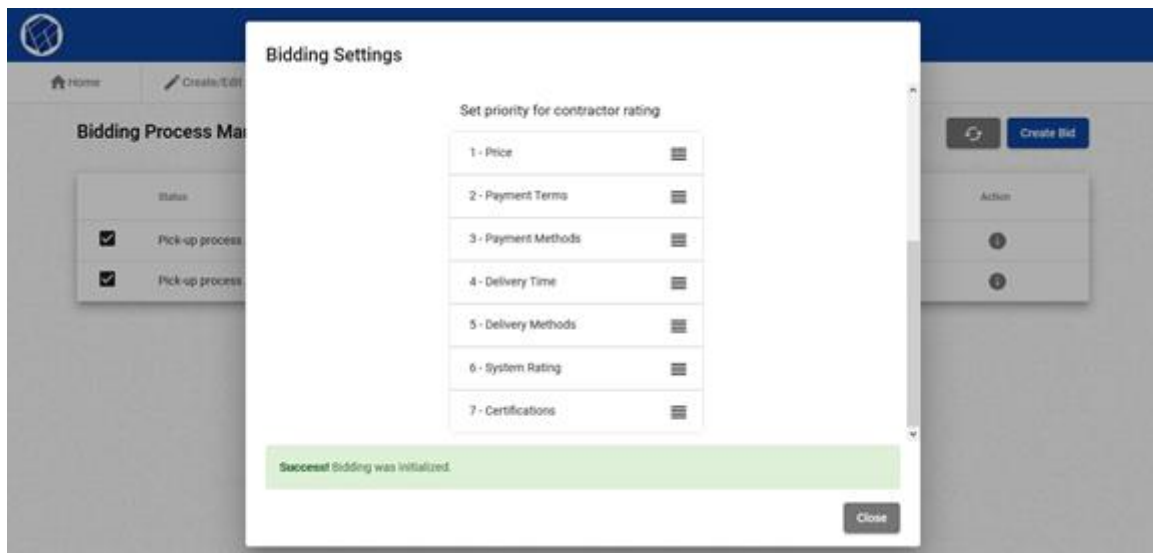 Bidding Settings
Home
Create/Edit
Set priority for contractor rating
Bidding Process Mar
Create Bid
1 - Price
Status
2 - Payment Terms
Action
Pick-up process
3 - Payment Methods
Pick-up process
4 - Delivery Time
5 - Delivery Methods
6 - System Rating
7 - Certifications
Success! Bidding was initialized.
Close